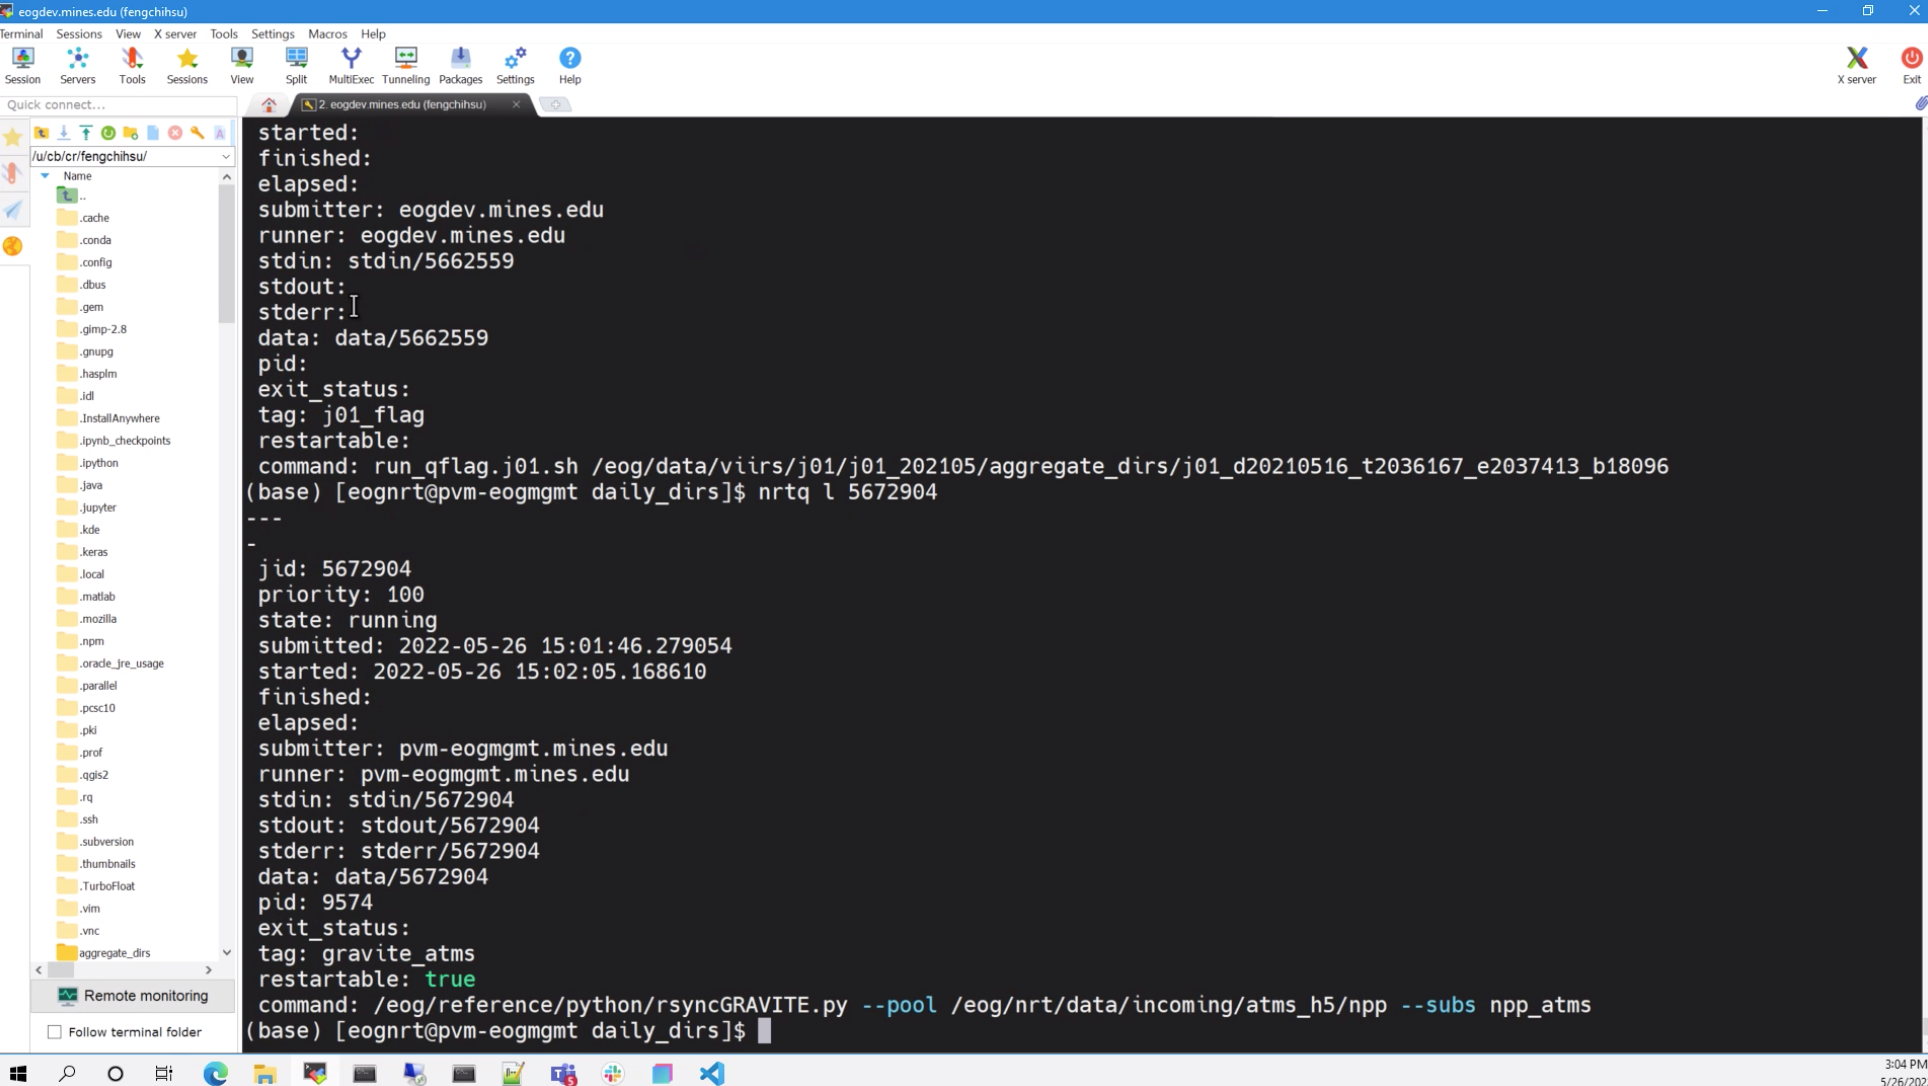 eogdev.mines.edu (fengchihsu)
Terminal Sessions View X server Tools Settings Macros Help
Session Servers Tools Sessions View Split MultiExec Tunneling Packages Settings Help X server Exit
Quick connect...
2. eogdev.mines.edu (fengchihsu)
/u/cb/cr/fengchihsu/
Name
..
.cache
.conda
.config
.dbus
.gem
.gimp-2.8
.gnupg
.hasplm
.idl
.InstallAnywhere
.ipynb_checkpoints
.ipython
.java
.jupyter
.kde
.keras
.local
.matlab
.mozilla
.npm
.oracle_jre_usage
.parallel
.pcsc10
.pki
.prof
.qgis2
.rq
.ssh
.subversion
.thumbnails
.TurboFloat
.vim
.vnc
aggregate_dirs
Remote monitoring
Follow terminal folder
started:
finished:
elapsed:
submitter: eogdev.mines.edu
runner: eogdev.mines.edu
stdin: stdin/5662559
stdout:
stderr:
data: data/5662559
pid:
exit_status:
tag: j01_flag
restartable:
command: run_qflag.j01.sh /eog/data/viirs/j01/j01_202105/aggregate_dirs/j01_d20210516_t2036167_e2037413_b18096
(base) [eognrt@pvm-eogmgmt daily_dirs]$ nrtq l 5672904
---
-
jid: 5672904
priority: 100
state: running
submitted: 2022-05-26 15:01:46.279054
started: 2022-05-26 15:02:05.168610
finished:
elapsed:
submitter: pvm-eogmgmt.mines.edu
runner: pvm-eogmgmt.mines.edu
stdin: stdin/5672904
stdout: stdout/5672904
stderr: stderr/5672904
data: data/5672904
pid: 9574
exit_status:
tag: gravite_atms
restartable: true
command: /eog/reference/python/rsyncGRAVITE.py --pool /eog/nrt/data/incoming/atms_h5/npp --subs npp_atms
(base) [eognrt@pvm-eogmgmt daily_dirs]$
3:04 PM
5/26/202